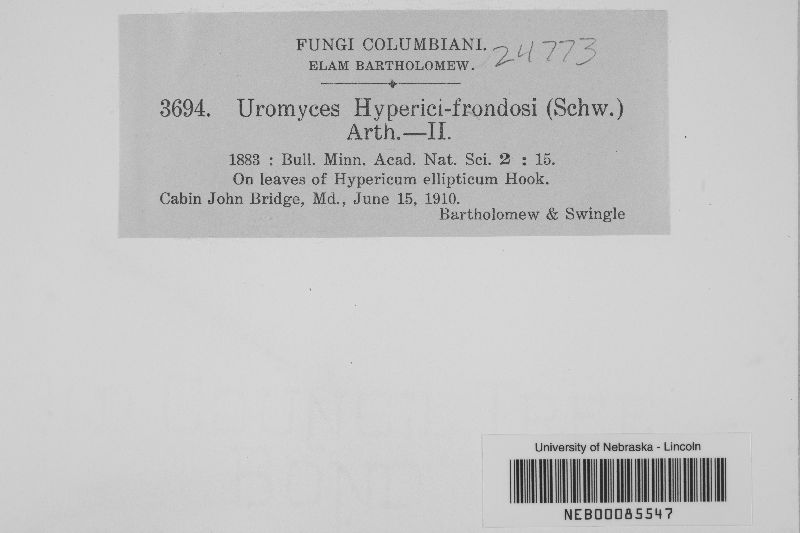 FUNGI COLUMBIANI. 24773
ELAM BARTHOLOMEW.
3694. Uromyces Hyperici-frondosi (Schw.)
Arth.—II.
1883 : Bull. Minn. Acad. Nat. Sci. 2 : 15.
On leaves of Hypericum ellipticum Hook.
Cabin John Bridge, Md., June 15, 1910.
Bartholomew & Swingle
University of Nebraska - Lincoln
NEB00085547